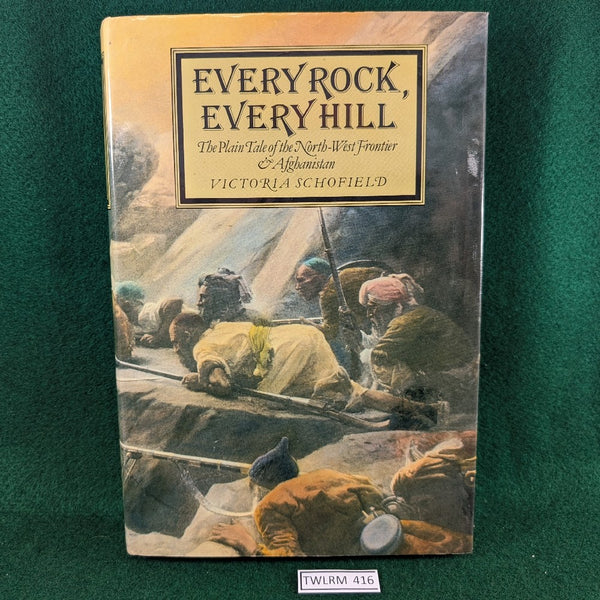 EVERY ROCK,
EVERY HILL
The Plain Tale of the North-West Frontier
& Afghanistan
VICTORIA SCHOFIELD
TWLRM 416